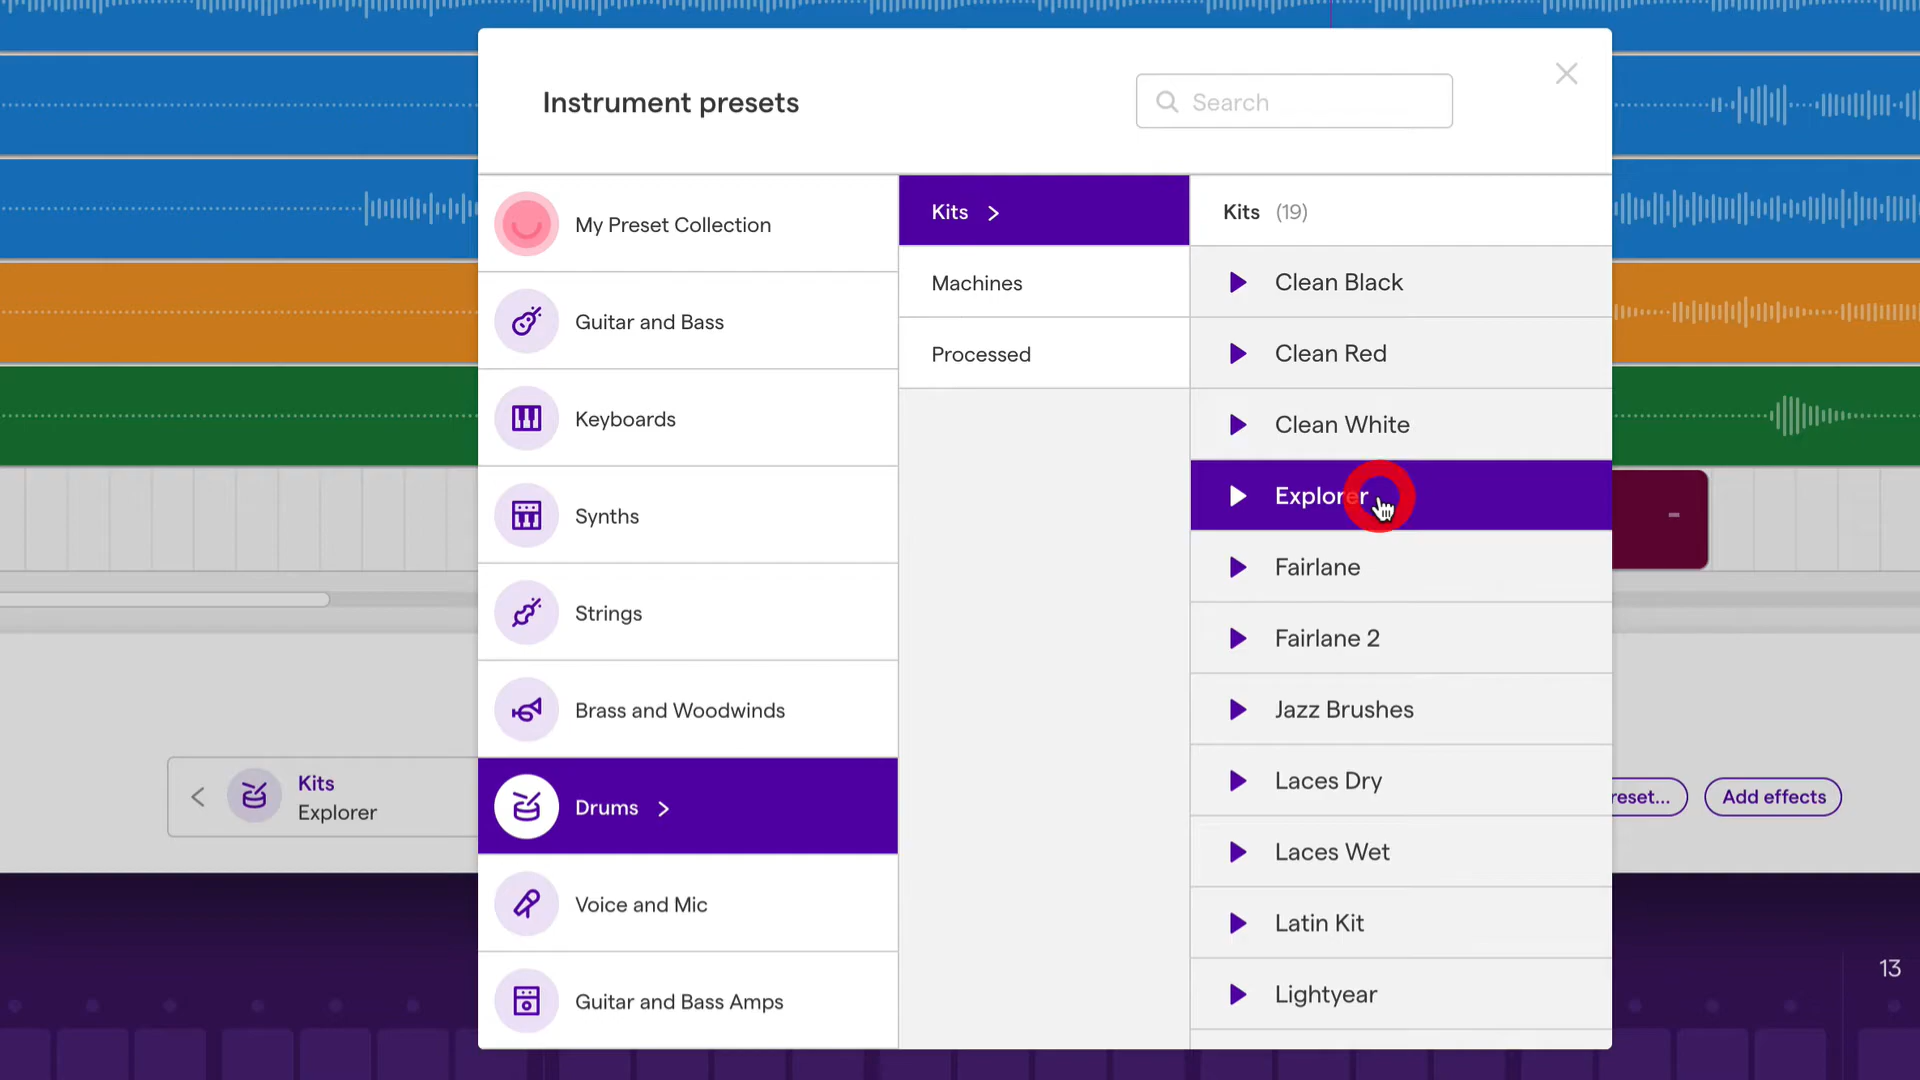 Instrument presets
Search
My Preset Collection
Guitar and Bass
Keyboards
Synths
Strings
Brass and Woodwinds
Drums
Voice and Mic
Guitar and Bass Amps
Kits
Machines
Processed
Kits (19)
Clean Black
Clean Red
Clean White
Explorer
Fairlane
Fairlane 2
Jazz Brushes
Laces Dry
Laces Wet
Latin Kit
Lightyear
Kits
Explorer
reset...
Add effects
13